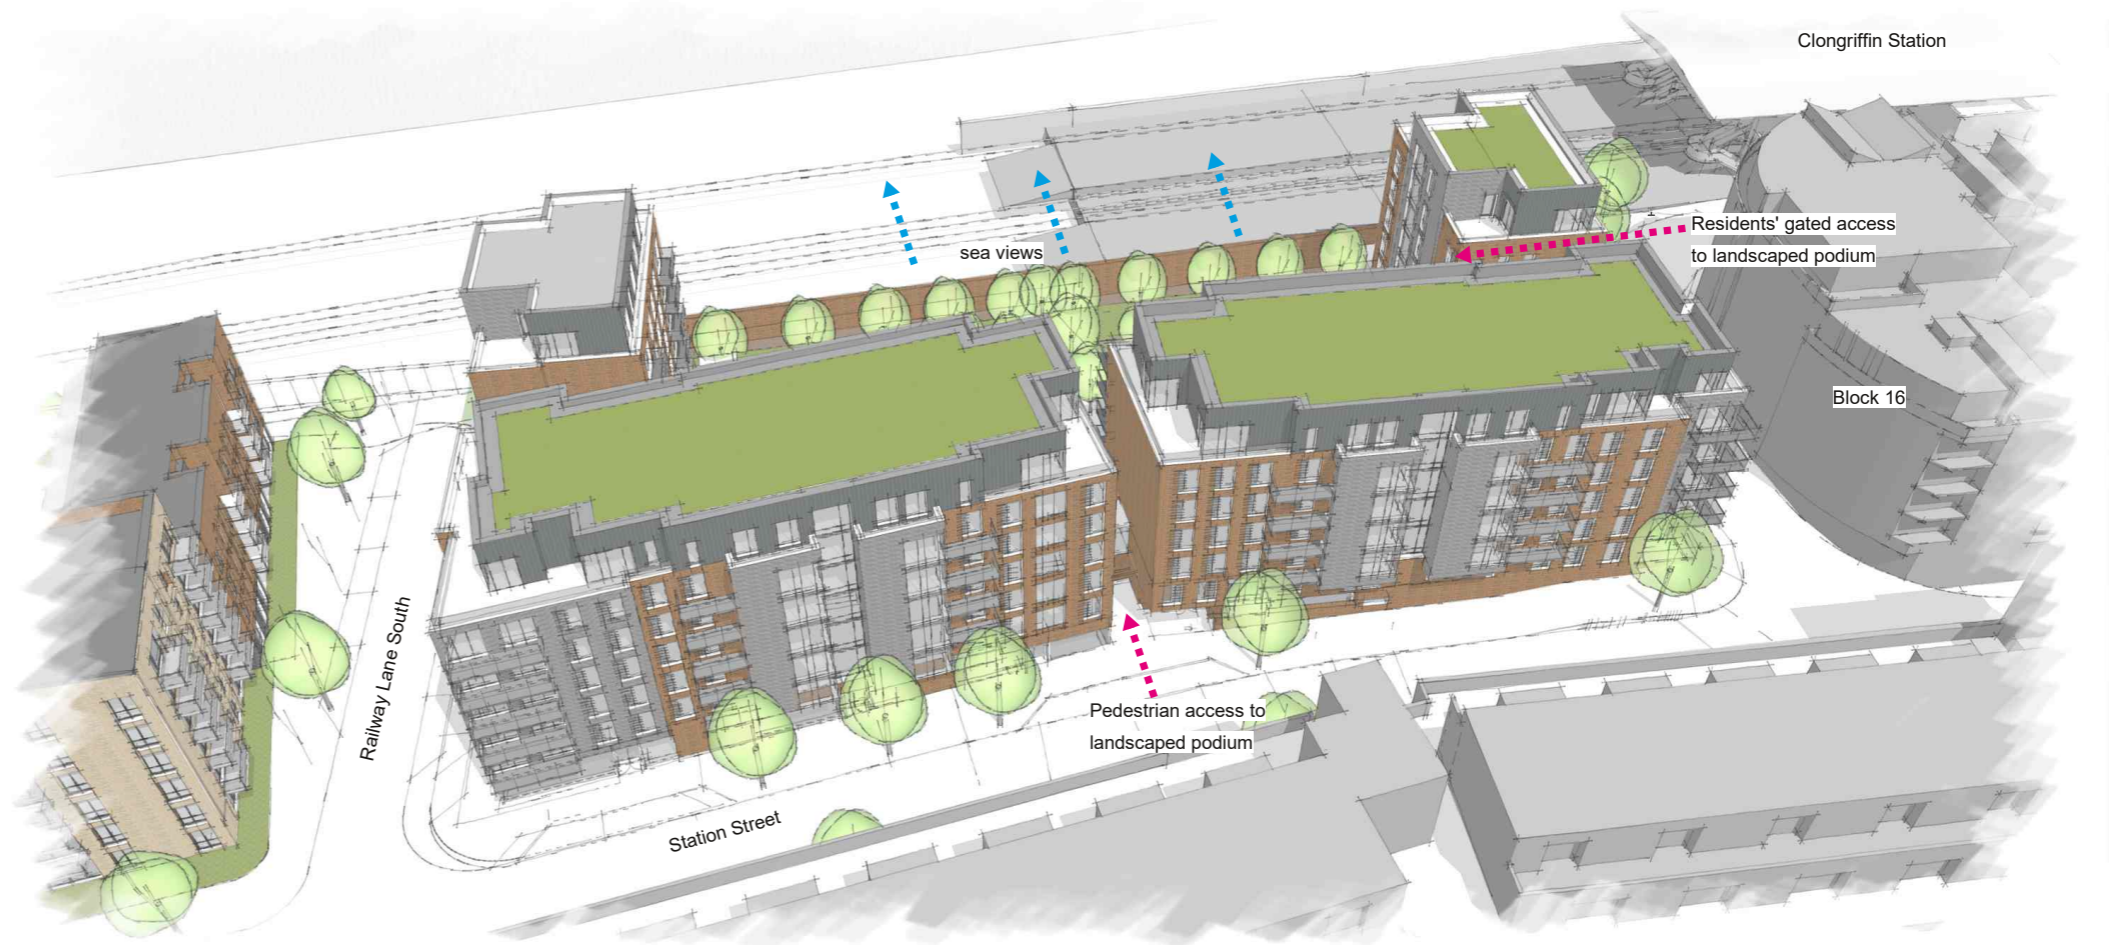 Clongriffin Station
Residents' gated access
to landscaped podium
sea views
Block 16
Railway Lane South
Pedestrian access to
landscaped podium
Station Street